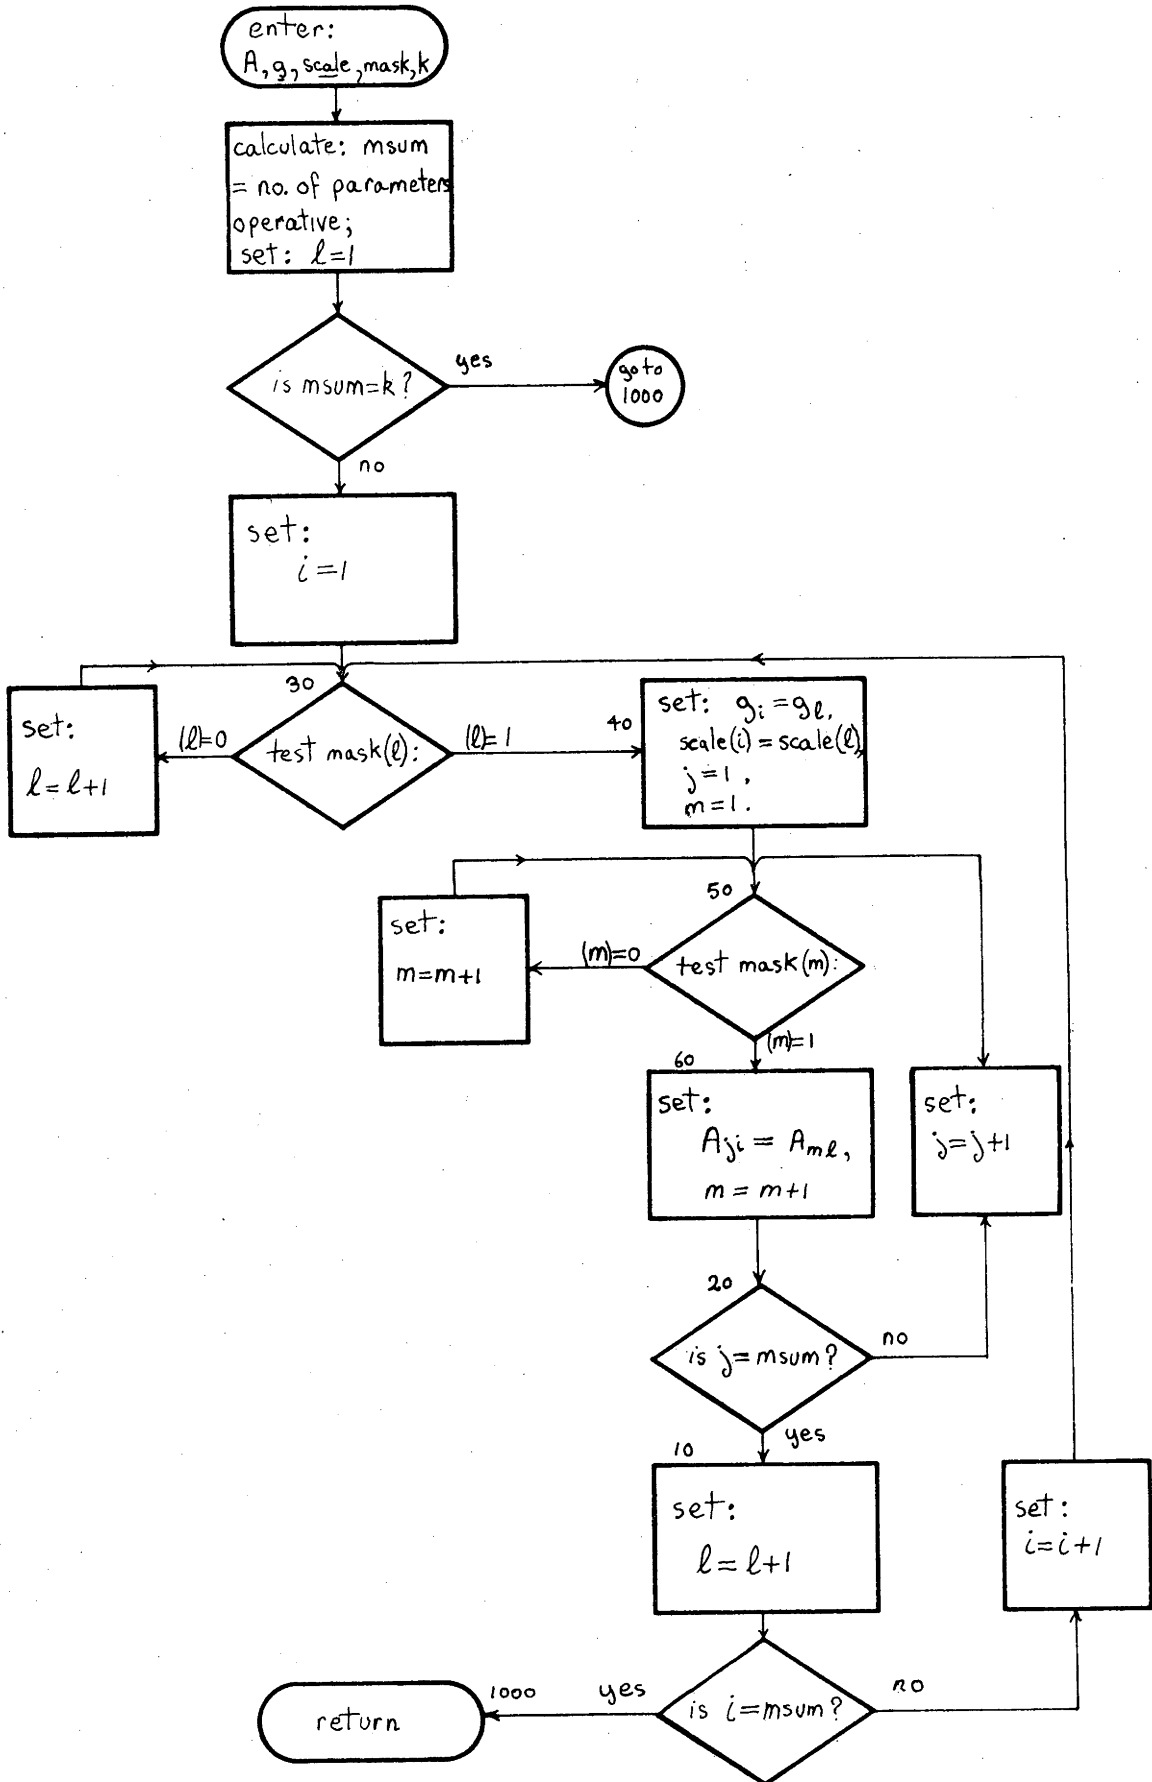 enter:
A, g, scale, mask, k
calculate: msum
= no. of parameters
operative;
set: l=1
is msum=k?
yes
go to
1000
no
set:
i=1
30
test mask(l):
(l)=0
set:
l=l+1
(l)=1
40
set: gi=gl,
scale(i)=scale(l),
j=1,
m=1.
50
test mask(m):
(m)=0
set:
m=m+1
(m)=1
60
set:
Aji = Aml,
m = m+1
set:
j=j+1
20
is j=msum?
no
yes
10
set:
l=l+1
set:
i=i+1
is i=msum?
no
yes
1000
return